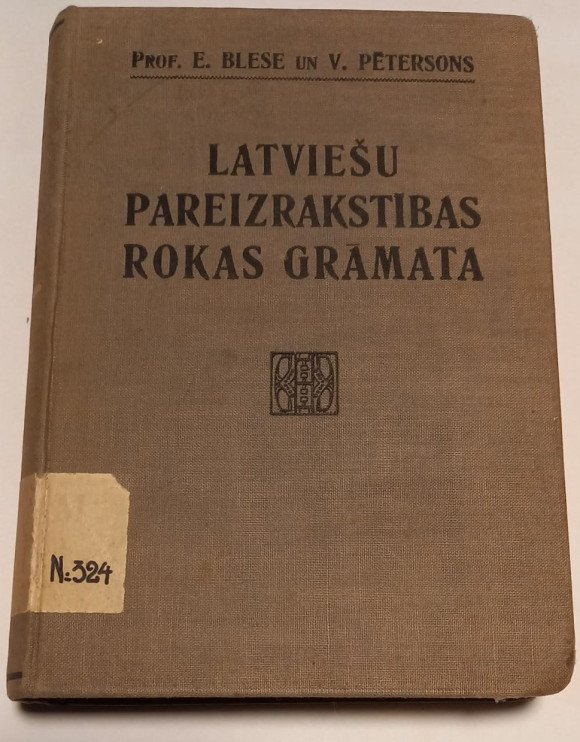 PROF. E. BLESE UN V. PĒTERSONS
LATVIEŠU
PAREIZRAKSTĪBAS
ROKAS GRĀMATA
N:324